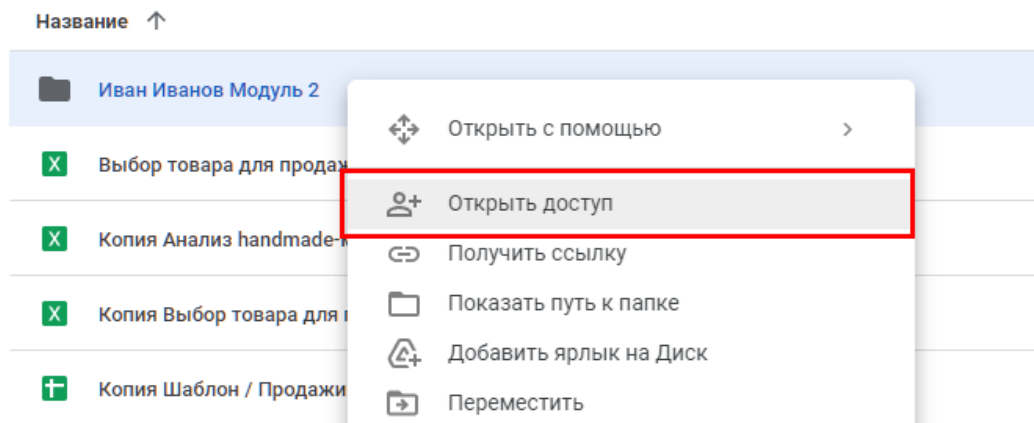 Название
Иван Иванов Модуль 2
Открыть с помощью
Выбор товара для
Открыть доступ
Копия Анализ handmade-
Получить ссылку
Показать путь к папке
Копия Выбор товара для
Добавить ярлык на Диск
Копия Шаблон / Продажи
Переместить